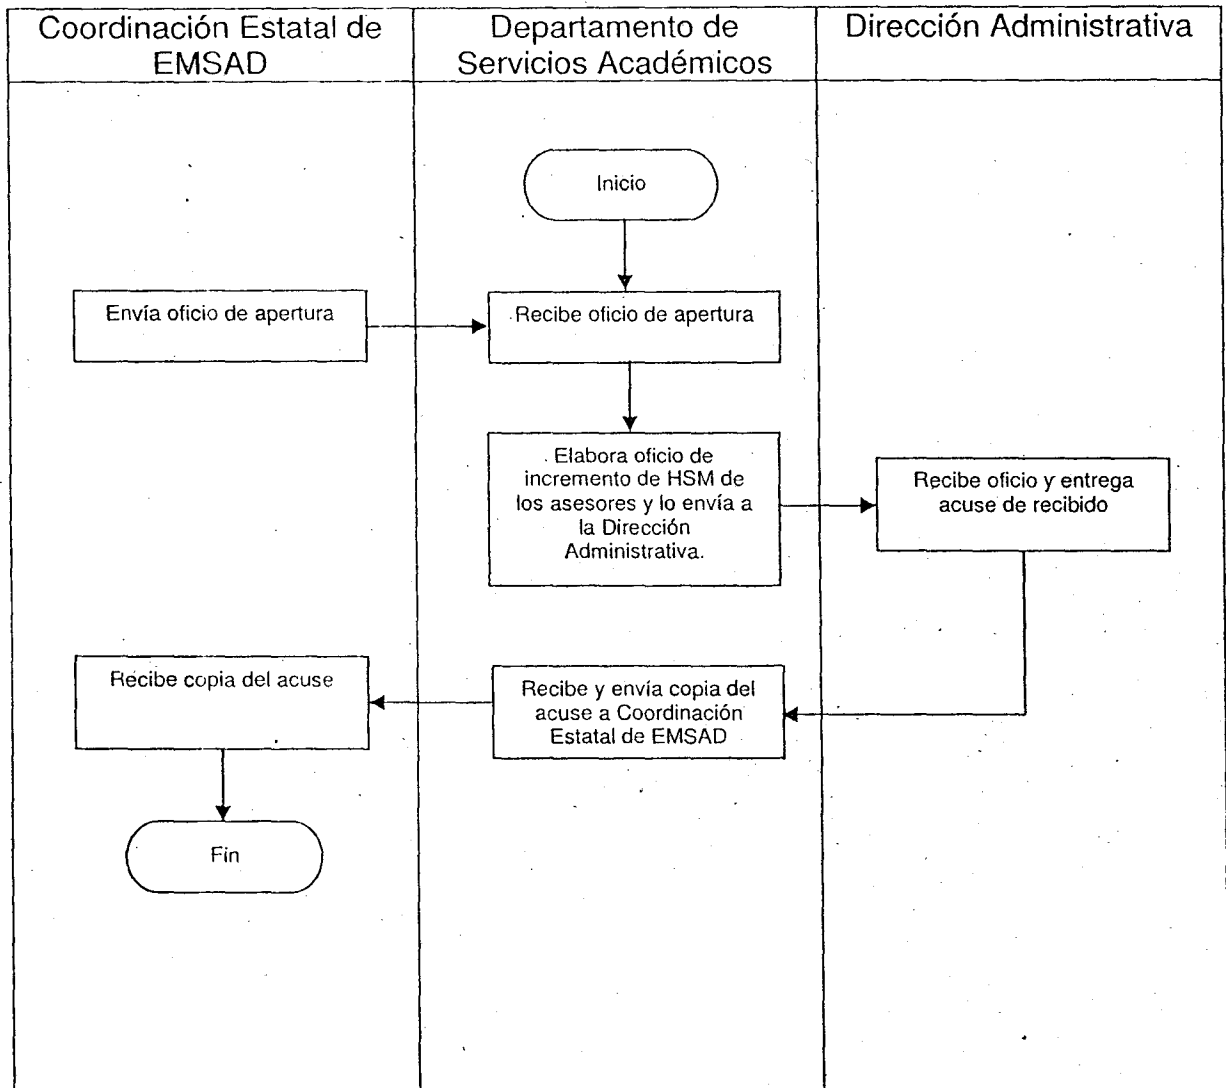 Coordinación Estatal de
EMSAD
Departamento de
Servicios Académicos
Dirección Administrativa
Inicio
Envía oficio de apertura
Recibe oficio de apertura
Elabora oficio de
incremento de HSM de
los asesores y lo envía a
la Dirección
Administrativa.
Recibe oficio y entrega
acuse de recibido
Recibe copia del acuse
Recibe y envía copia del
acuse a Coordinación
Estatal de EMSAD
Fin